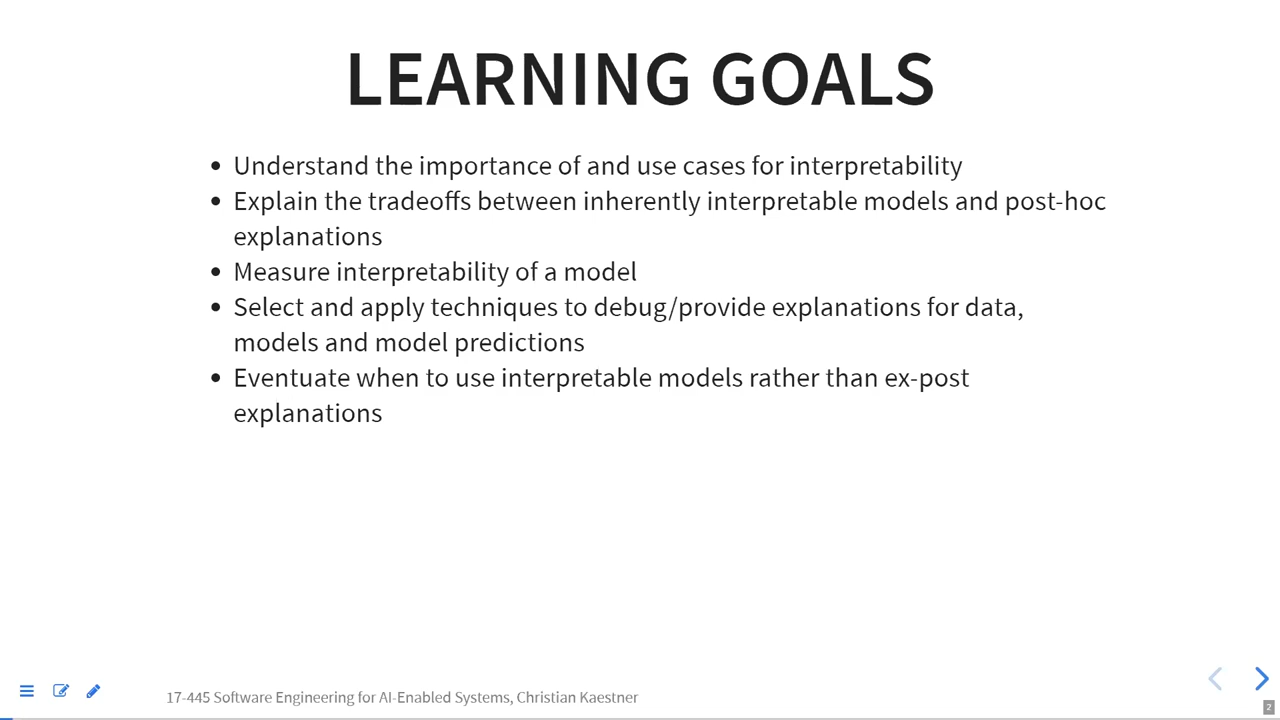 LEARNING GOALS
• Understand the importance of and use cases for interpretability
• Explain the tradeoffs between inherently interpretable models and post-hoc
explanations
• Measure interpretability of a model
• Select and apply techniques to debug/provide explanations for data,
models and model predictions
• Eventuate when to use interpretable models rather than ex-post
explanations
17-445 Software Engineering for AI-Enabled Systems, Christian Kaestner
2